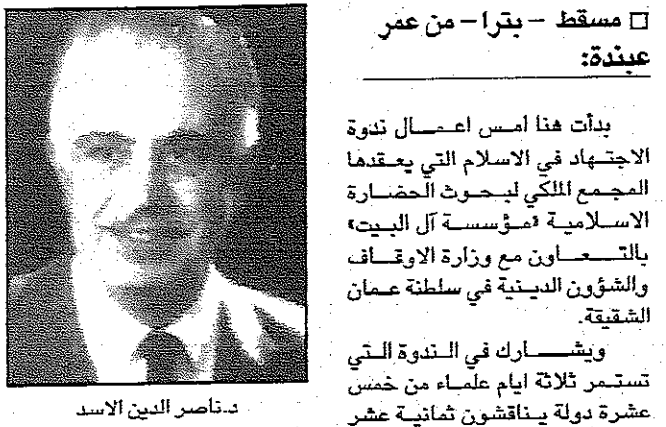 □ مسقط - بترا - من عمر
عبندة:
بدأت هنا امس اعمال ندوة
الاجتهاد في الاسلام التي يعقدها
المجمع الملكي لبحوث الحضارة
الاسلامية «مؤسسة آل البيت»
بالتعاون مع وزارة الاوقاف
والشؤون الدينية في سلطنة عمان
الشقيقة.
ويشارك في الندوة التي
تستمر ثلاثة ايام علماء من خمس
عشرة دولة يناقشون ثمانية عشر
د.ناصر الدين الاسد